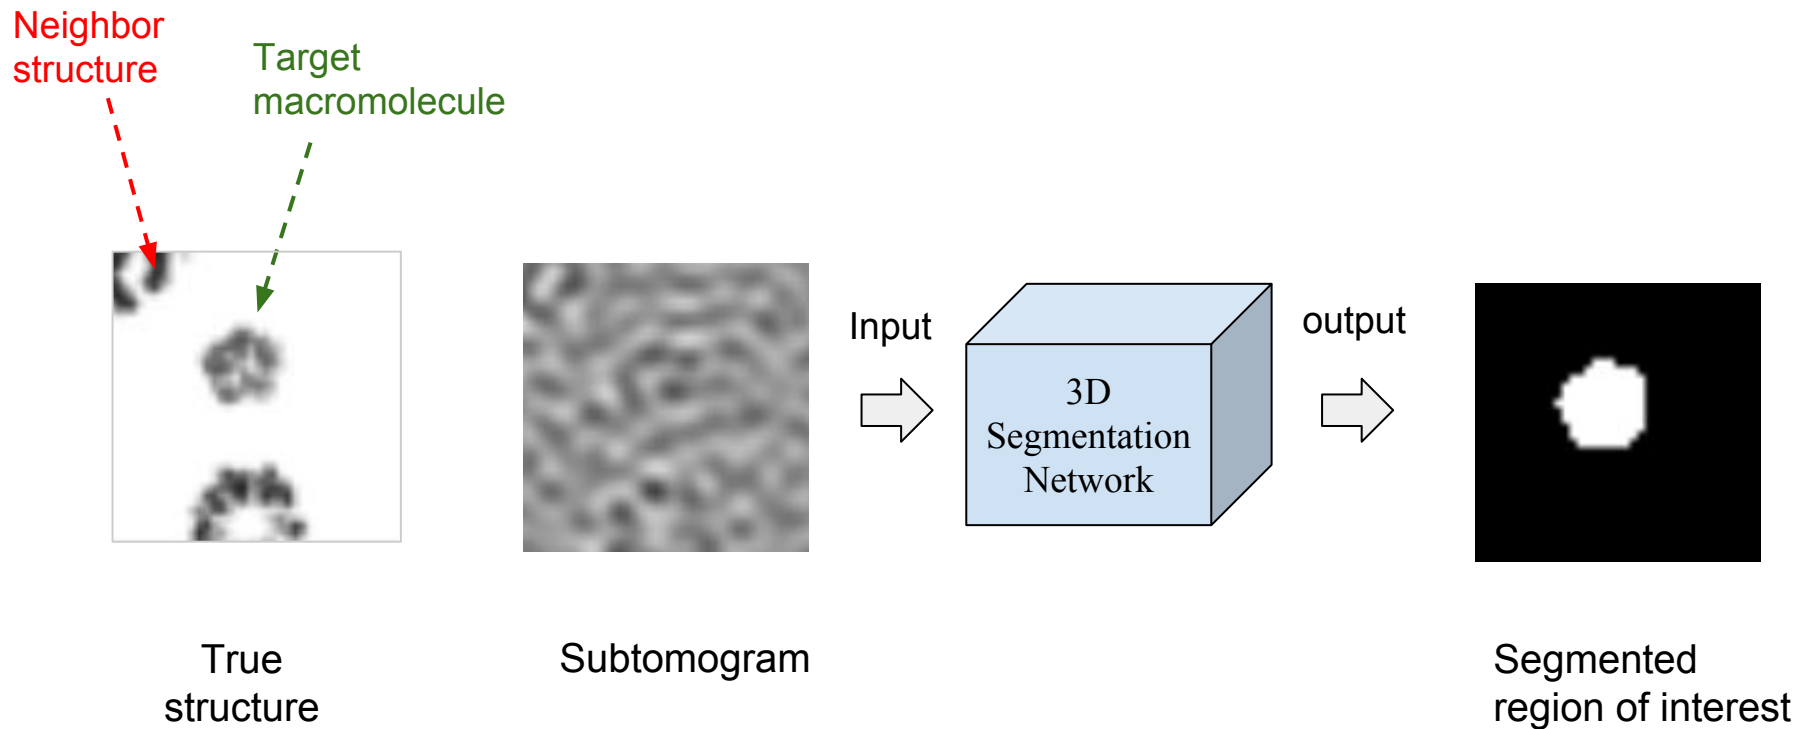 Neighbor
structure
Target
macromolecule
Input
3D
Segmentation
Network
output
True
structure
Subtomogram
Segmented
region of interest